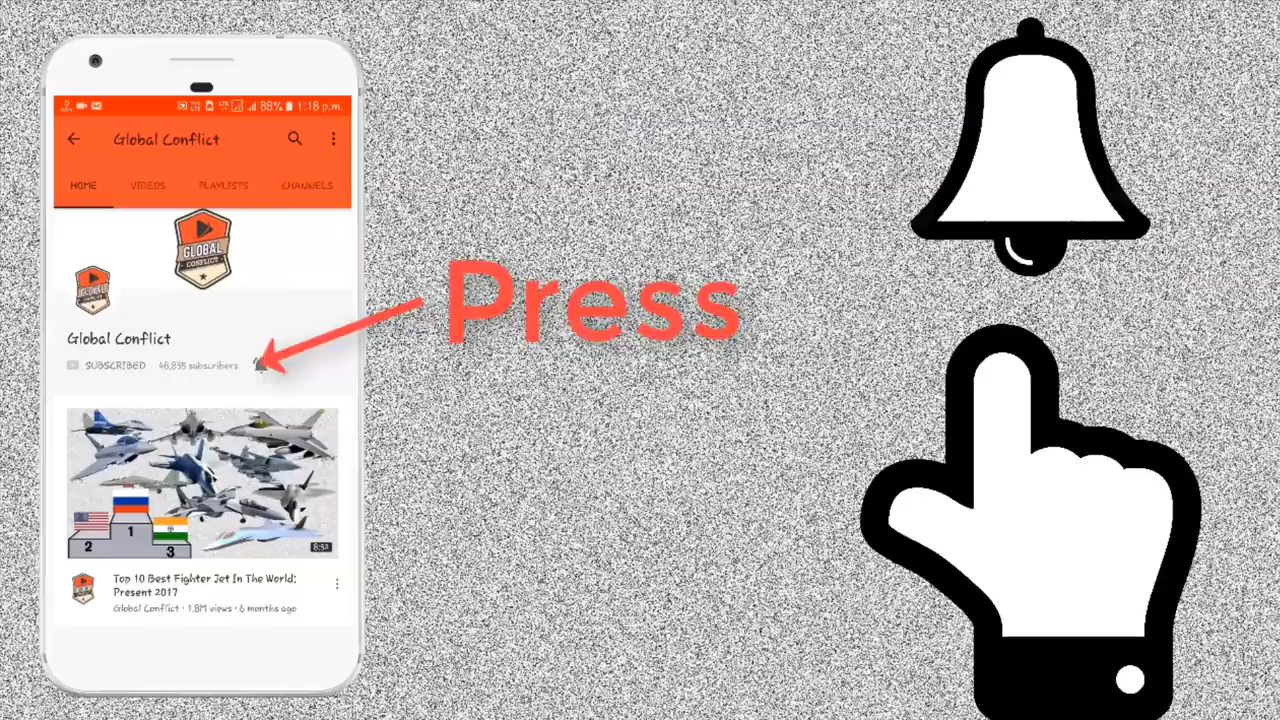 88% 1:18 p.m.
Global Conflict
HOME VIDEOS PLAYLISTS CHANNELS
GLOBAL
CONFLICT
Press
Global Conflict
SUBSCRIBED 48,835 subscribers
1
2
3
8:52
Top 10 Best Fighter Jet In The World:
Present 2017
Global Conflict • 1.8M views • 6 months ago